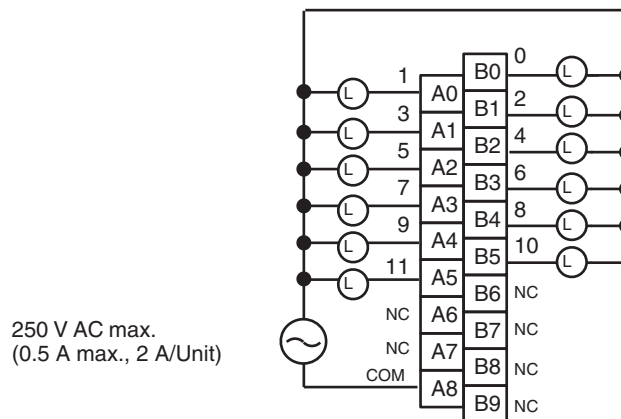 0
1 B0 L
L A0 2
3 B1 L
L A1 4
5 B2 L
L A2 6
7 B3 L
L A3 8
9 B4 L
L A4 10
11 B5 L
L A5 B6 NC
NC A6
250 V AC max. B7 NC
(0.5 A max., 2 A/Unit) NC A7
B8 NC
COM A8
B9 NC